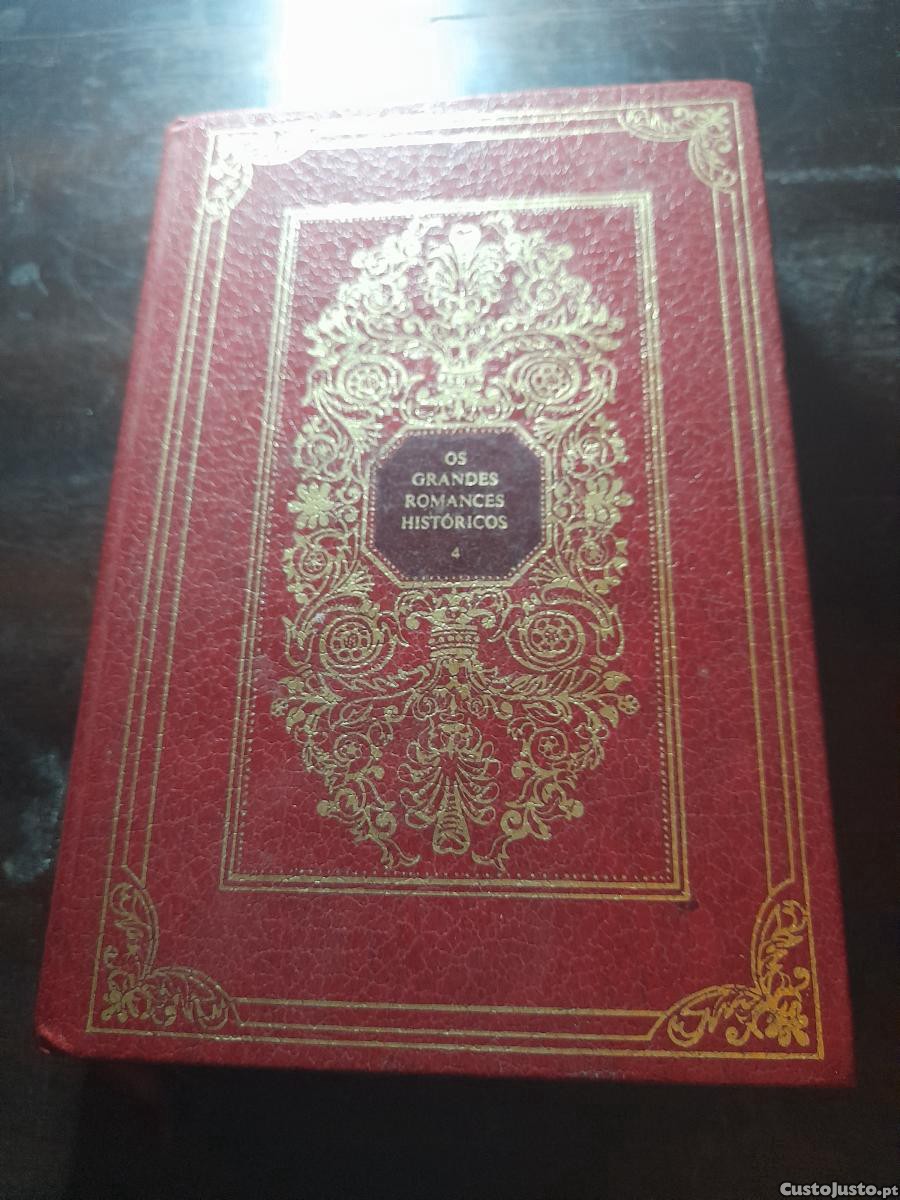 OS
GRANDES
ROMANCES
HISTÓRICOS
4
CustoJusto.pt